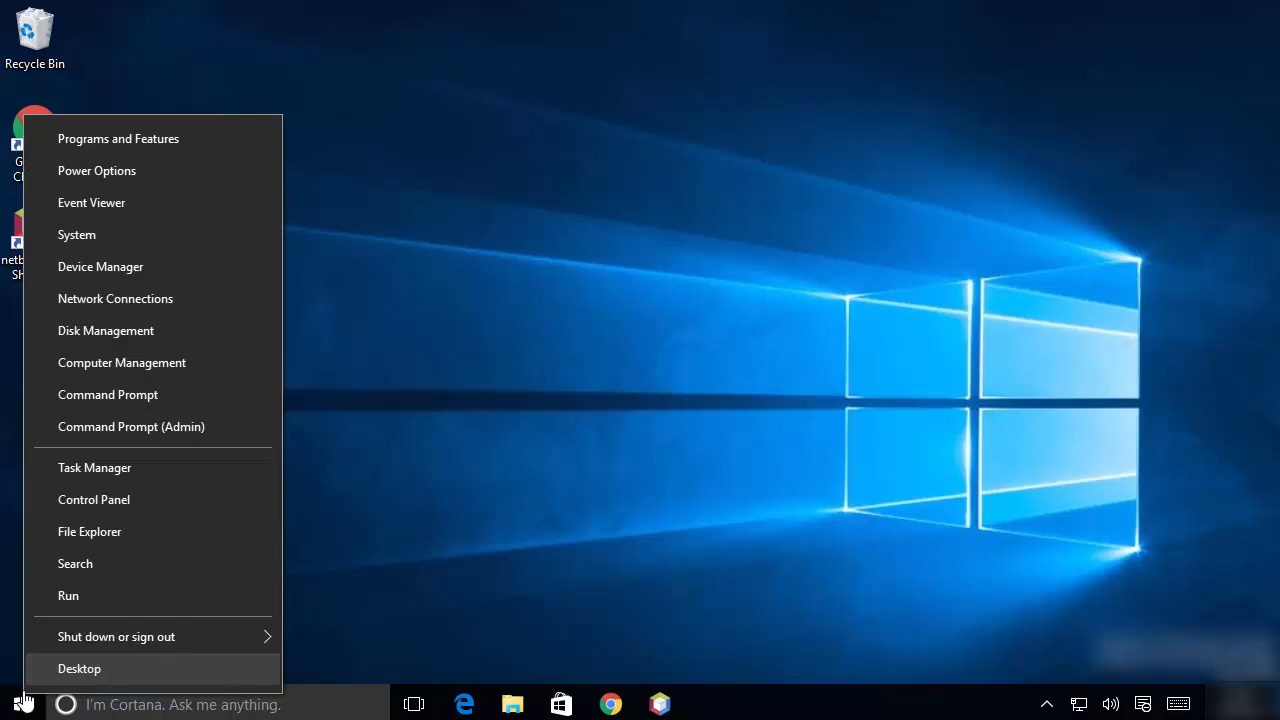 Recycle Bin
Programs and Features
Power Options
Event Viewer
System
Device Manager
Network Connections
Disk Management
Computer Management
Command Prompt
Command Prompt (Admin)
Task Manager
Control Panel
File Explorer
Search
Run
Shut down or sign out
Desktop
I'm Cortana. Ask me anything.